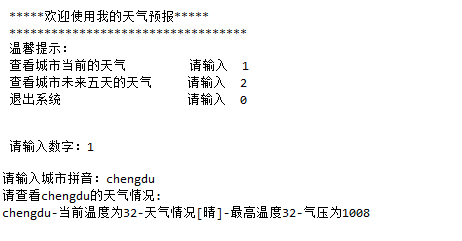 *****欢迎使用我的天气预报*****
**********************************
温馨提示:
查看城市当前的天气 请输入 1
查看城市未来五天的天气 请输入 2
退出系统 请输入 0
请输入数字：1
请输入城市拼音：chengdu
请查看chengdu的天气情况:
chengdu-当前温度为32-天气情况[晴]-最高温度32-气压为1008